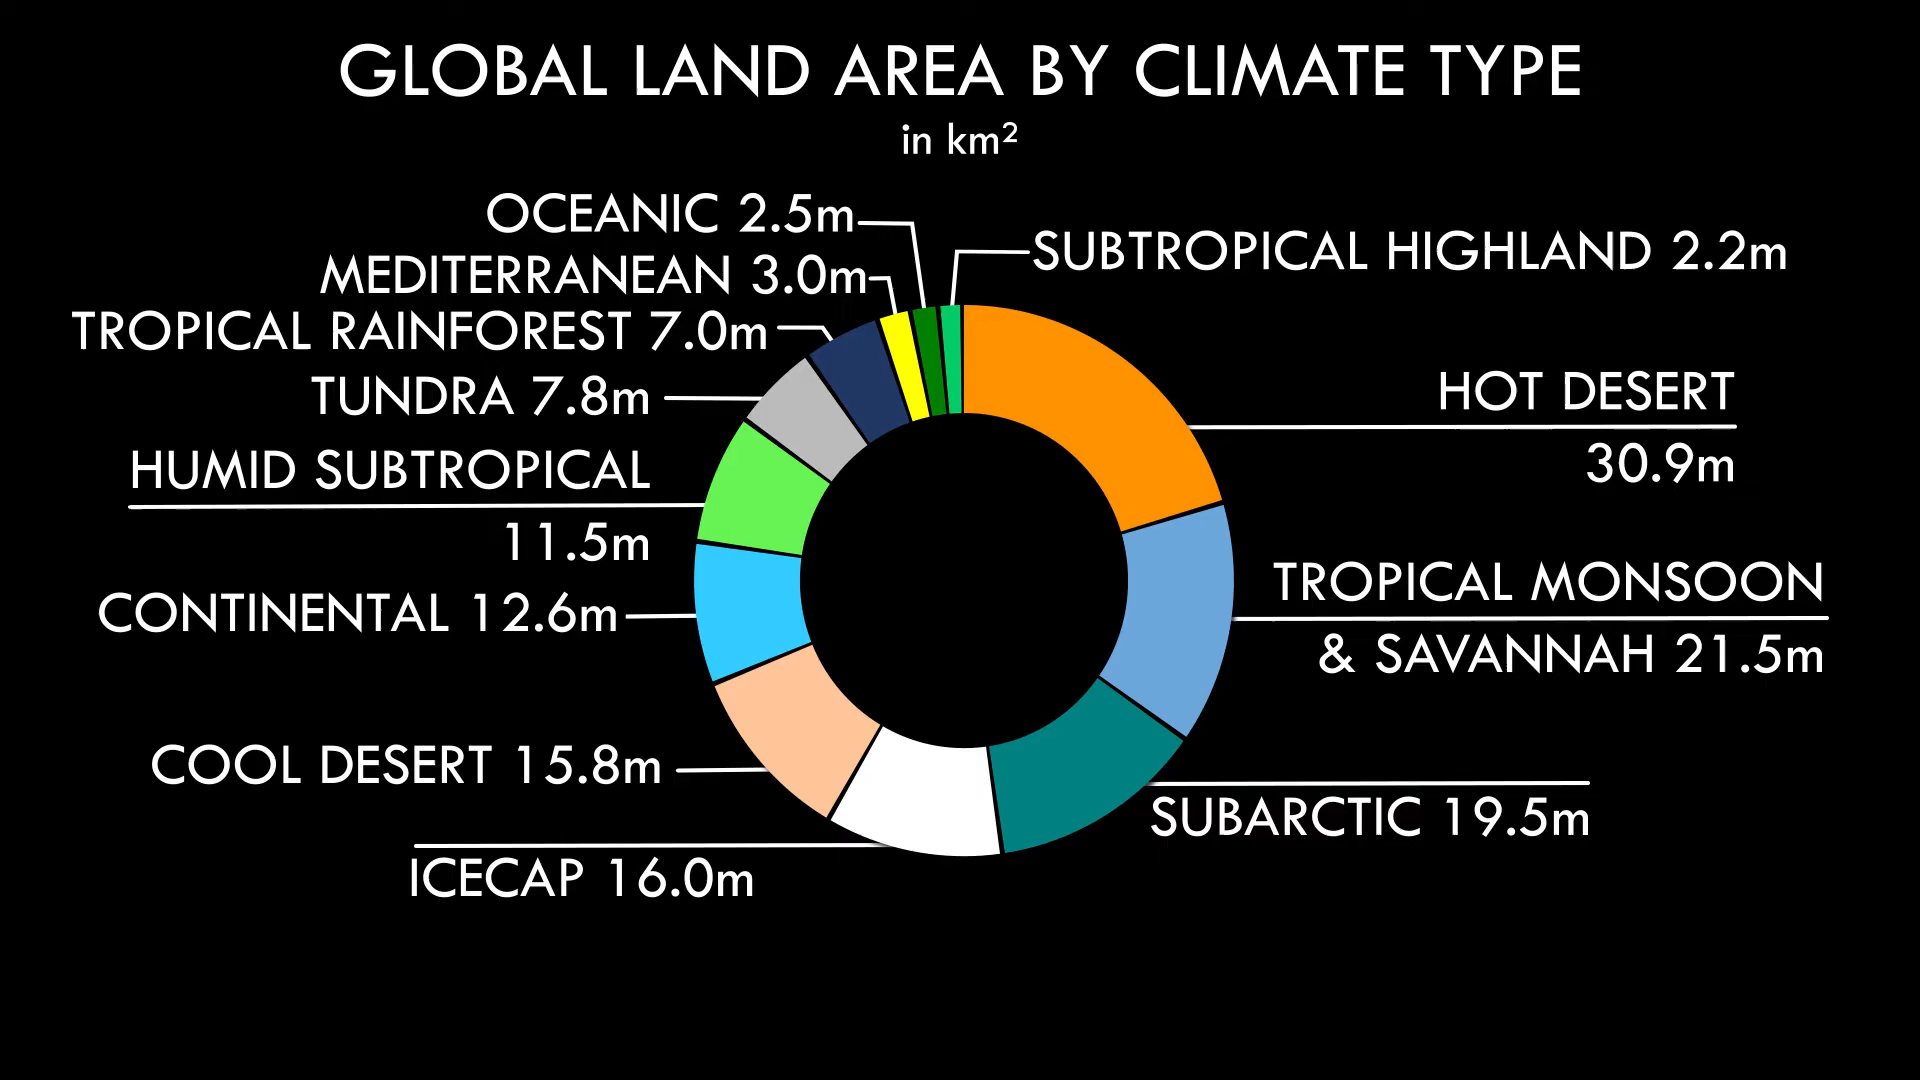 GLOBAL LAND AREA BY CLIMATE TYPE
in km²
OCEANIC 2.5m
SUBTROPICAL HIGHLAND 2.2m
MEDITERRANEAN 3.0m
TROPICAL RAINFOREST 7.0m
TUNDRA 7.8m
HOT DESERT
30.9m
HUMID SUBTROPICAL
11.5m
TROPICAL MONSOON
& SAVANNAH 21.5m
CONTINENTAL 12.6m
COOL DESERT 15.8m
SUBARCTIC 19.5m
ICECAP 16.0m